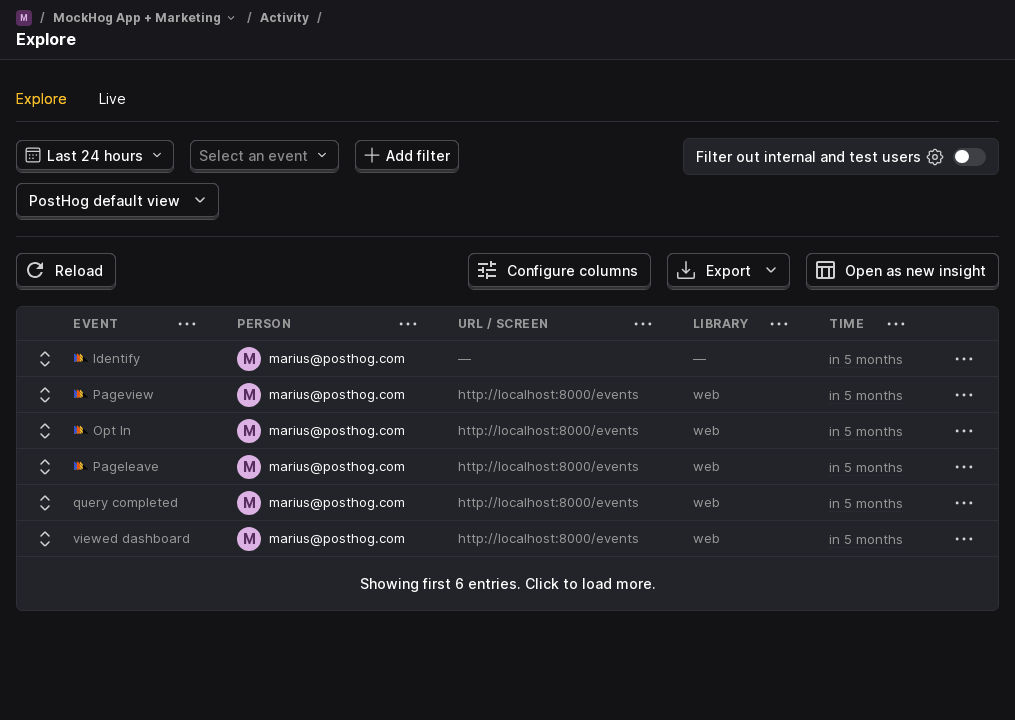 M / MockHog App + Marketing / Activity /
Explore
Explore Live
Last 24 hours Select an event Add filter Filter out internal and test users
PostHog default view
Reload Configure columns Export Open as new insight
EVENT PERSON URL / SCREEN LIBRARY TIME
Identify M marius@posthog.com — — in 5 months
Pageview M marius@posthog.com http://localhost:8000/events web in 5 months
Opt In M marius@posthog.com http://localhost:8000/events web in 5 months
Pageleave M marius@posthog.com http://localhost:8000/events web in 5 months
query completed M marius@posthog.com http://localhost:8000/events web in 5 months
viewed dashboard M marius@posthog.com http://localhost:8000/events web in 5 months
Showing first 6 entries. Click to load more.